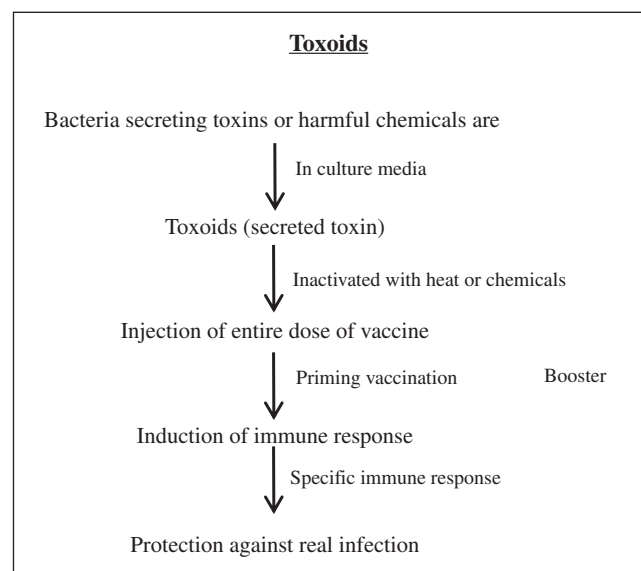 Toxoids
Bacteria secreting toxins or harmful chemicals are
In culture media
Toxoids (secreted toxin)
Inactivated with heat or chemicals
Injection of entire dose of vaccine
Priming vaccination Booster
Induction of immune response
Specific immune response
Protection against real infection